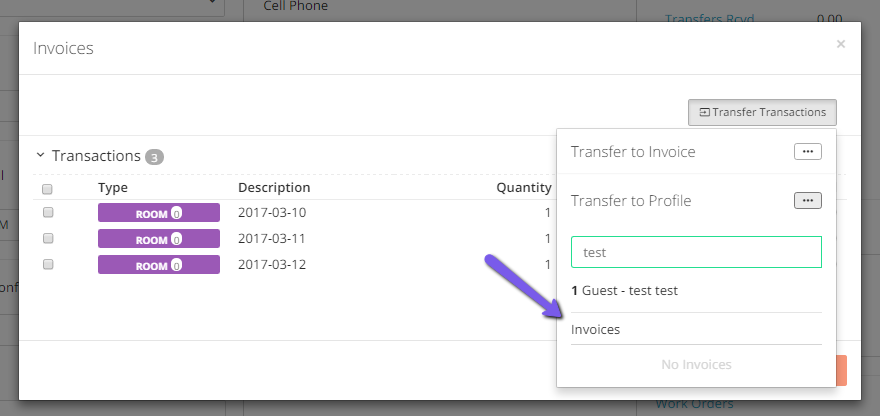 Cell Phone
Transfers Rcvd 0.00
Invoices ×
Transfer Transactions
Transactions 3
Transfer to Invoice
Type Description Quantity
Transfer to Profile
ROOM 0 2017-03-10 1
ROOM 0 2017-03-11 1
ROOM 0 2017-03-12 1
test
1 Guest - test test
Invoices
No Invoices
Work Orders